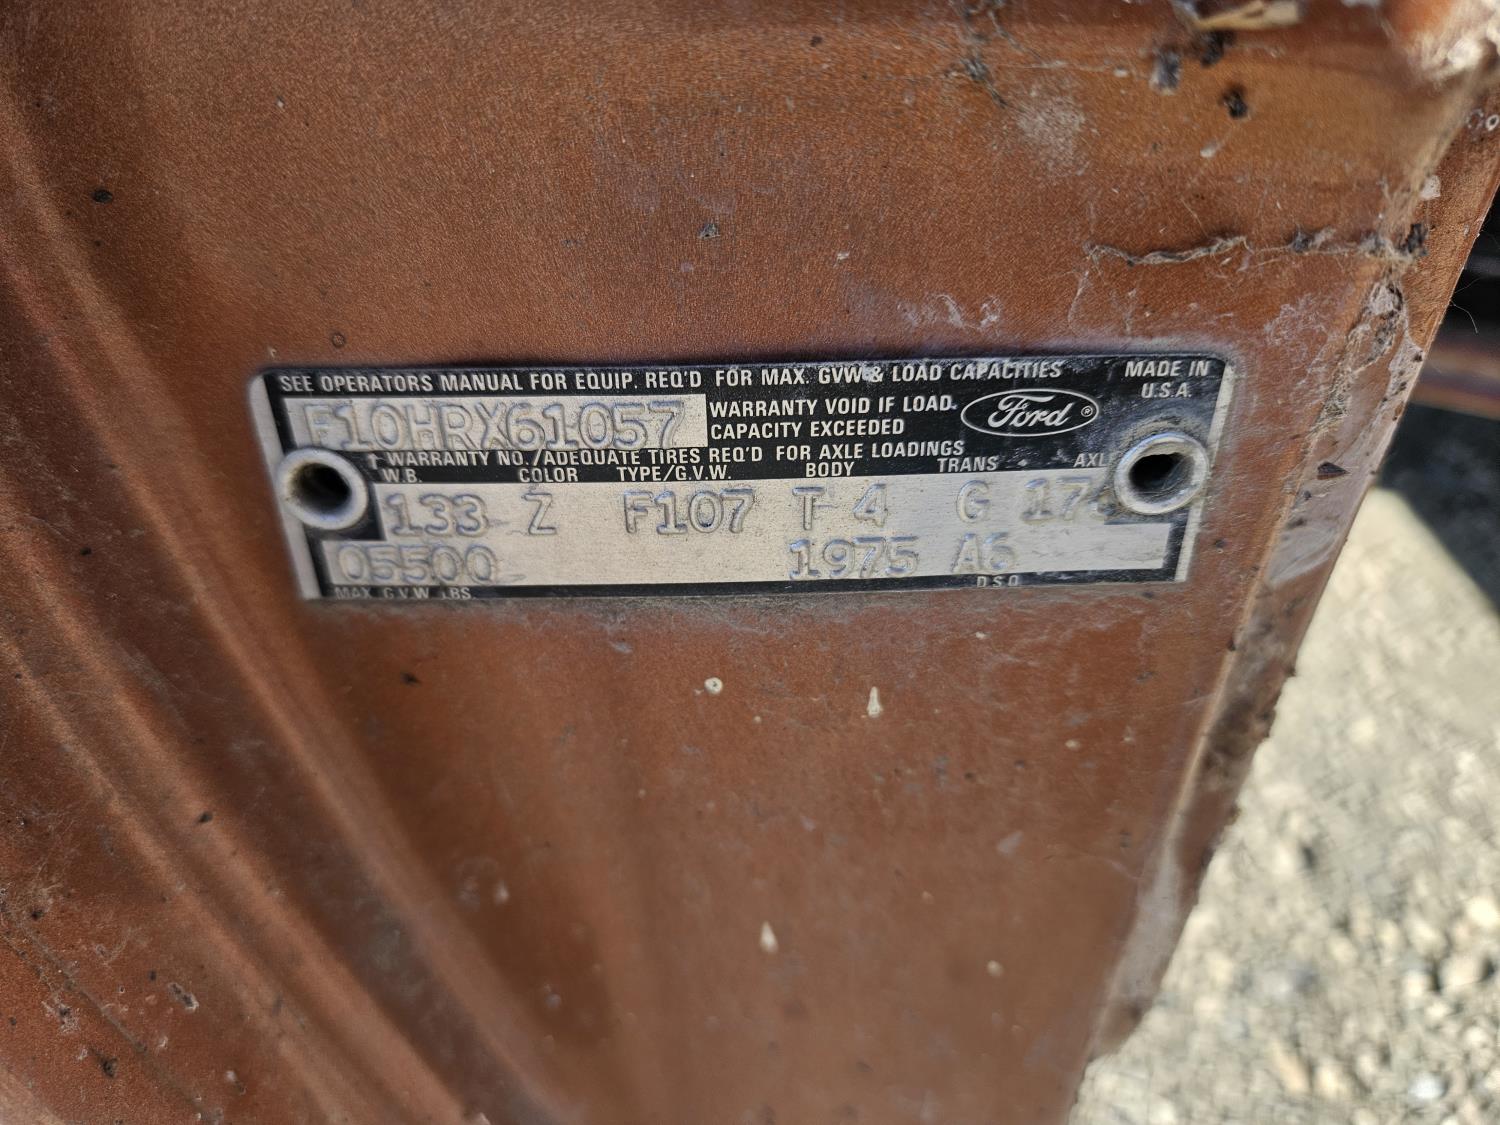 SEE OPERATORS MANUAL FOR EQUIP. REQ'D FOR MAX. GVW & LOAD CAPACITIES
MADE IN
U.S.A.
F10HRX61057
WARRANTY VOID IF LOAD
CAPACITY EXCEEDED
Ford ®
↑ WARRANTY NO./ADEQUATE TIRES REQ'D FOR AXLE LOADINGS
W.B. COLOR TYPE/G.V.W. BODY TRANS AXLE
133 Z F107 T 4 G 17
05500 1975 A6
MAX. G.V.W. LBS D.S.O.